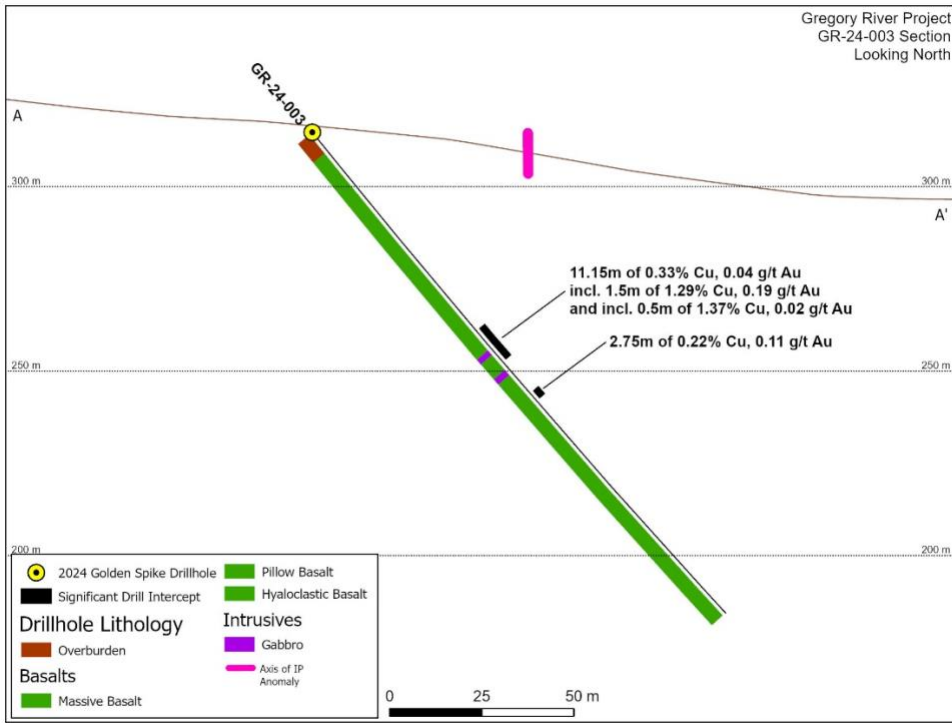 Gregory River Project
GR-24-003 Section
Looking North
GR-24-003
A
A'
300 m
300 m
11.15m of 0.33% Cu, 0.04 g/t Au
incl. 1.5m of 1.29% Cu, 0.19 g/t Au
and incl. 0.5m of 1.37% Cu, 0.02 g/t Au
2.75m of 0.22% Cu, 0.11 g/t Au
250 m
250 m
200 m
200 m
2024 Golden Spike Drillhole
Significant Drill Intercept
Drillhole Lithology
Overburden
Basalts
Massive Basalt
Pillow Basalt
Hyaloclastic Basalt
Intrusives
Gabbro
Axis of IP
Anomaly
0 25 50 m